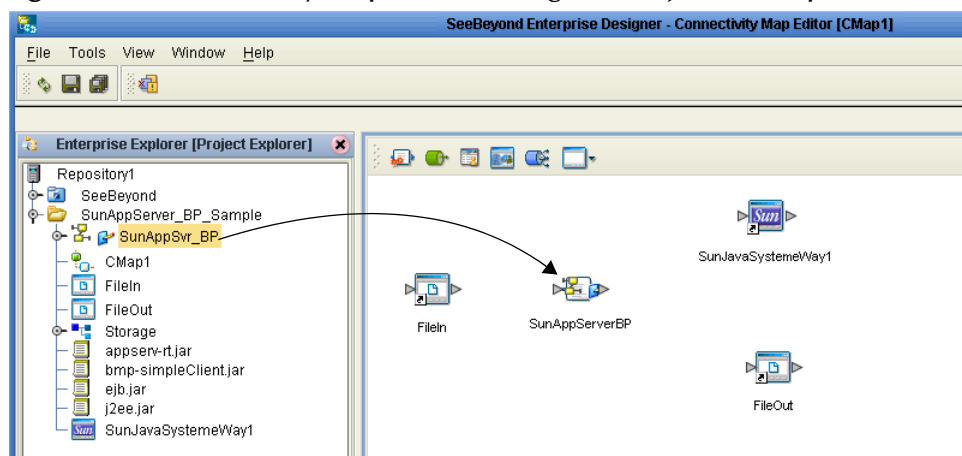 SeeBeyond Enterprise Designer - Connectivity Map Editor [CMap1]
File Tools View Window Help
Enterprise Explorer [Project Explorer]
Repository1
SeeBeyond
SunAppServer_BP_Sample
SunAppSvr_BP
CMap1
FileIn
FileOut
Storage
appserv-rt.jar
bmp-simpleClient.jar
ejb.jar
j2ee.jar
SunJavaSystemeWay1
Sun
SunJavaSystemeWay1
FileIn
SunAppServerBP
FileOut